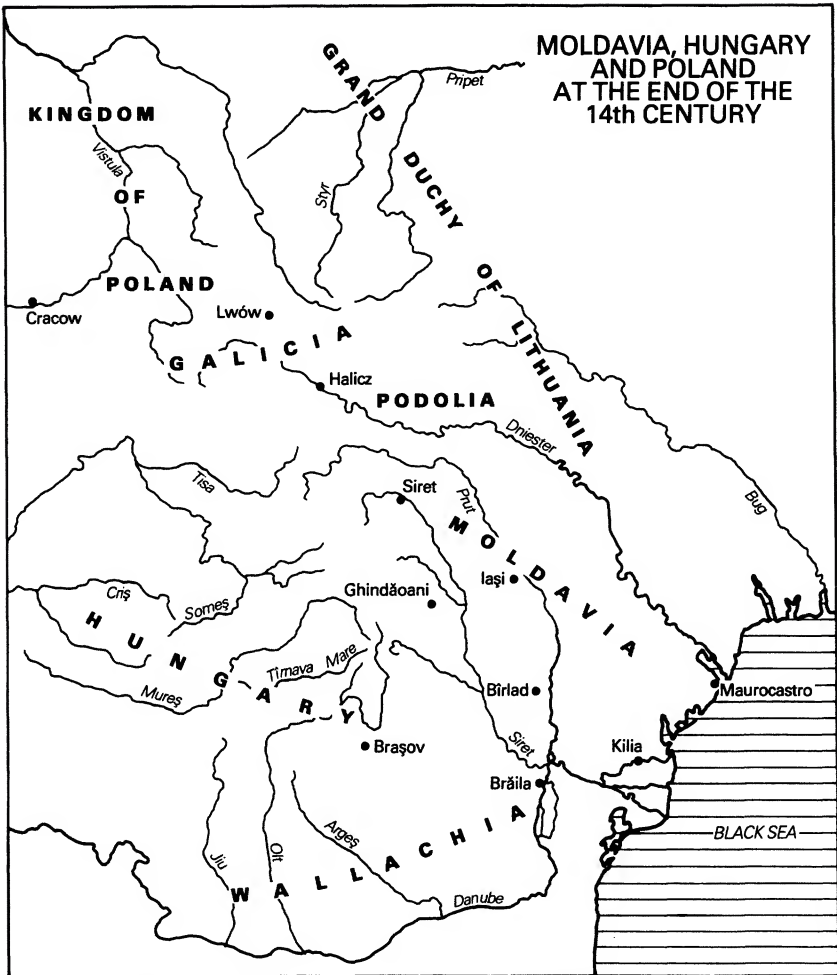 MOLDAVIA, HUNGARY
AND POLAND
AT THE END OF THE
14th CENTURY
GRAND DUCHY OF LITHUANIA
Pripet
KINGDOM
OF
POLAND
Vistula
Styr
Cracow
Lwów
GALICIA
Halicz
PODOLIA
Dniester
Bug
Tisa
Siret
Prut
MOLDAVIA
Iaşi
Ghindăoani
Criş
Someş
HUNGARY
Tîrnava Mare
Mureş
Bîrlad
Maurocastro
Braşov
Siret
Kilia
Brăila
BLACK SEA
Argeş
Jiu
Olt
WALLACHIA
Danube